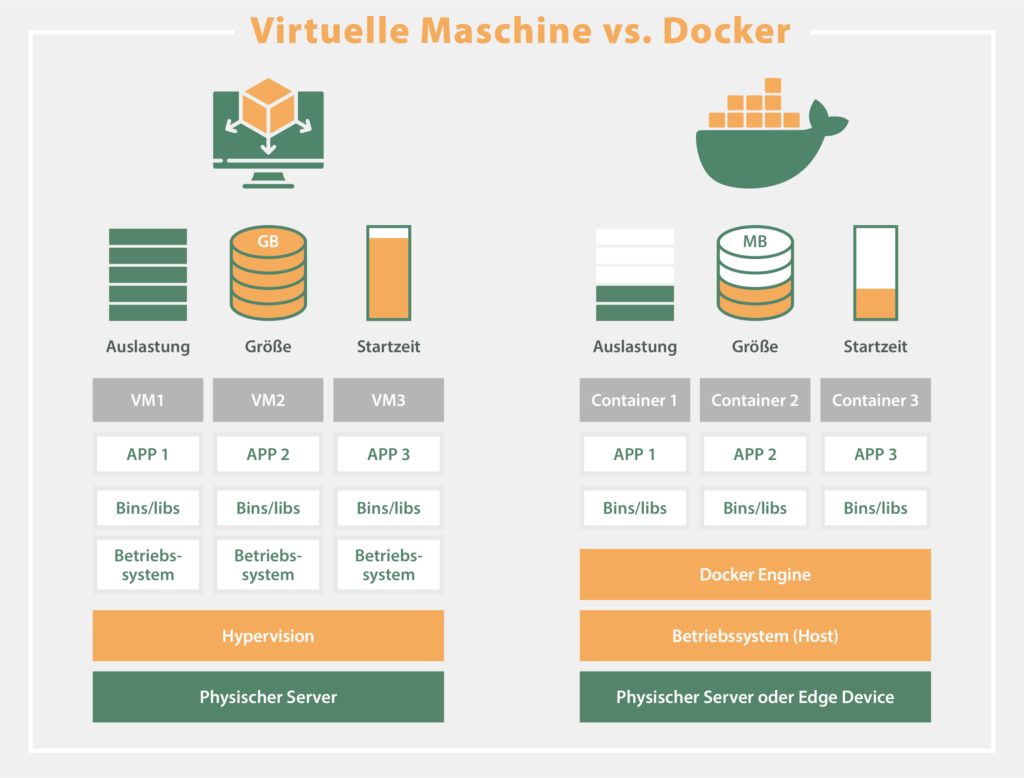 Virtuelle Maschine vs. Docker
GB
Auslastung
Größe
Startzeit
VM1
VM2
VM3
APP 1
APP 2
APP 3
Bins/libs
Bins/libs
Bins/libs
Betriebs-
system
Betriebs-
system
Betriebs-
system
Hypervision
Physischer Server
MB
Auslastung
Größe
Startzeit
Container 1
Container 2
Container 3
APP 1
APP 2
APP 3
Bins/libs
Bins/libs
Bins/libs
Docker Engine
Betriebssystem (Host)
Physischer Server oder Edge Device